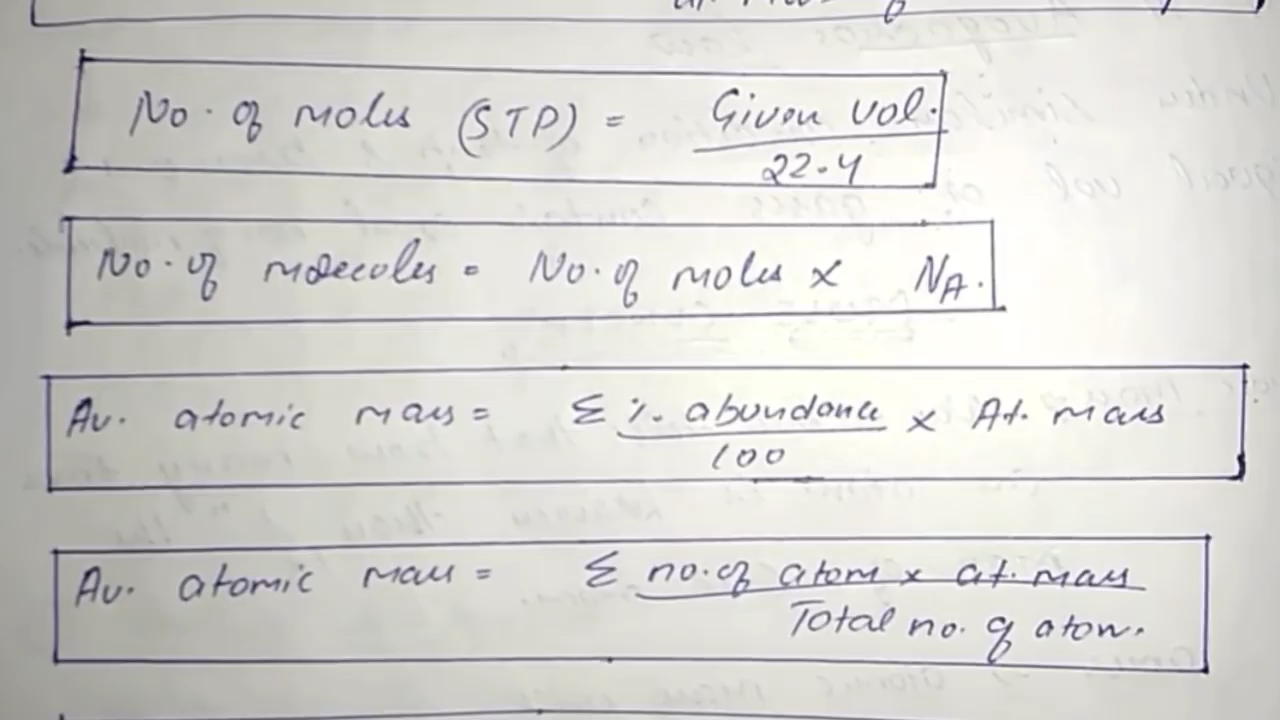 No. of moles (STP) = Given vol.
22.4
No. of molecules = No. of moles x NA.
Av. atomic mass = Σ % abundance x At. mass
100
Av. atomic mass = Σ no. of atom x at. mass
Total no. of atom.